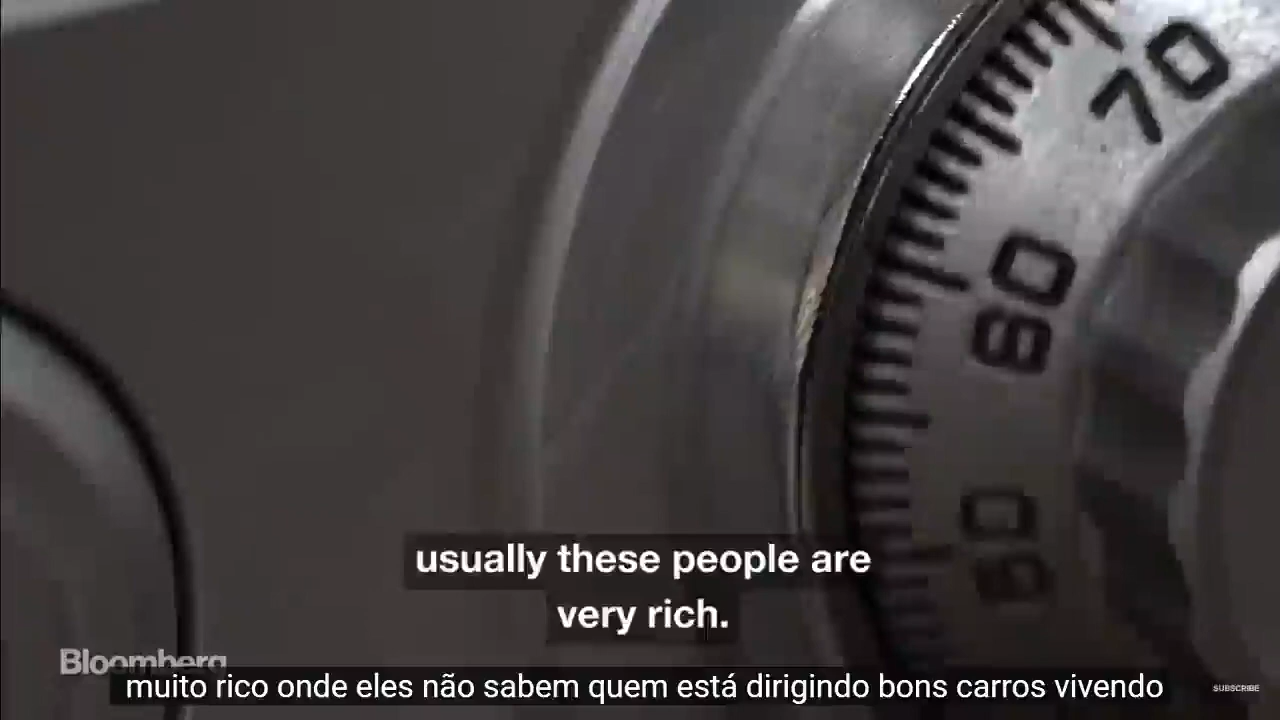 70
60
50
usually these people are
very rich.
Bloomberg
muito rico onde eles não sabem quem está dirigindo bons carros vivendo
SUBSCRIBE